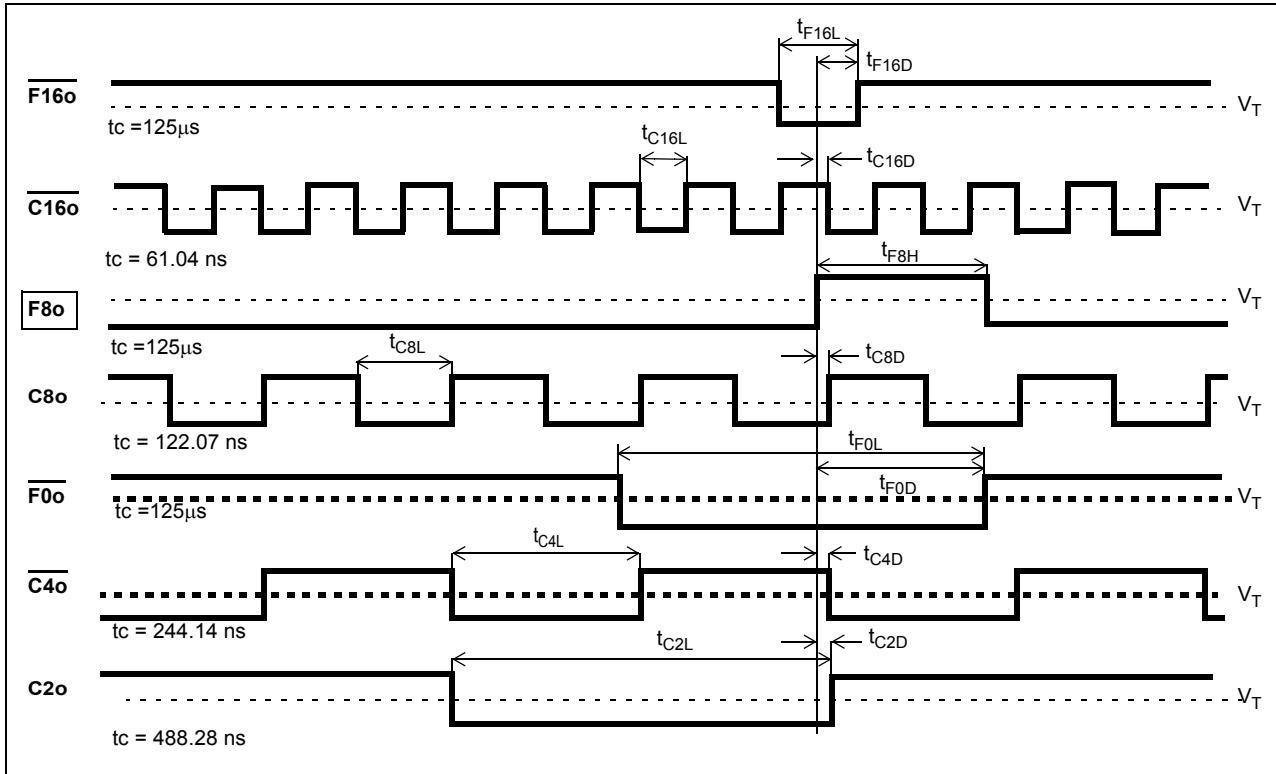 tF16L
tF16D
F16o
VT
tc =125μs
tC16L
tC16D
C16o
VT
tc = 61.04 ns
tF8H
F8o
VT
tc =125μs
tC8L
tC8D
C8o
VT
tc = 122.07 ns
tF0L
F0o
tF0D
VT
tc =125μs
tC4L
tC4D
C4o
VT
tc = 244.14 ns
tC2L
tC2D
C2o
VT
tc = 488.28 ns